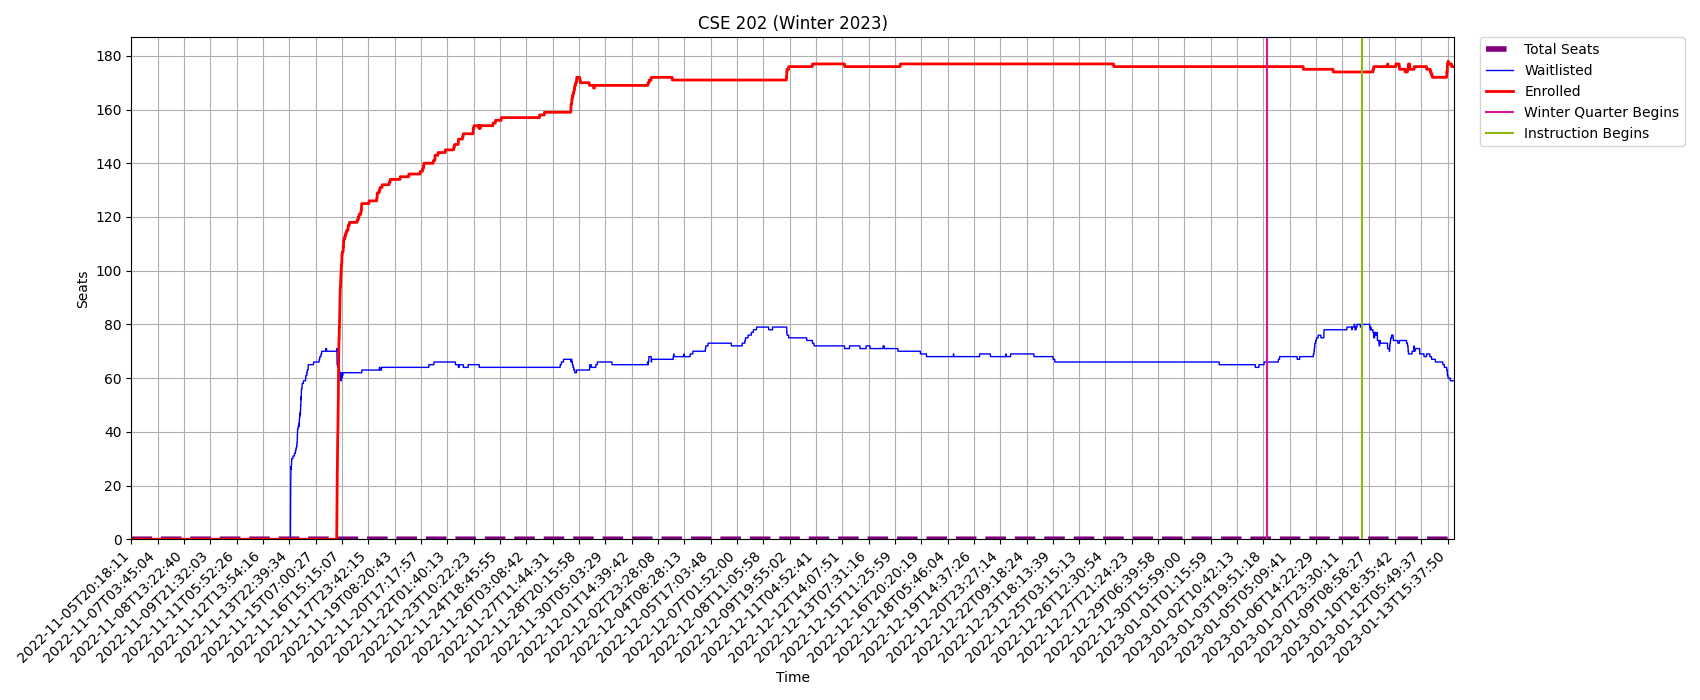 CSE 202 (Winter 2023)
Total Seats
Waitlisted
Enrolled
Winter Quarter Begins
Instruction Begins
Seats
180
160
140
120
100
80
60
40
20
0
2022-11-05T20:18:11
2022-11-07T03:45:04
2022-11-08T13:22:40
2022-11-09T21:32:03
2022-11-11T05:52:26
2022-11-12T13:54:16
2022-11-13T22:39:34
2022-11-15T07:00:27
2022-11-16T15:15:07
2022-11-17T23:42:15
2022-11-19T08:20:43
2022-11-20T17:17:57
2022-11-22T01:40:13
2022-11-23T10:22:23
2022-11-24T18:45:55
2022-11-26T03:08:42
2022-11-27T11:44:31
2022-11-28T20:15:58
2022-11-30T05:03:29
2022-12-01T14:39:42
2022-12-02T23:28:08
2022-12-04T08:28:13
2022-12-05T17:03:48
2022-12-07T01:52:00
2022-12-08T11:05:58
2022-12-09T19:55:02
2022-12-11T04:52:41
2022-12-12T14:07:51
2022-12-13T07:31:16
2022-12-15T11:25:59
2022-12-16T20:20:19
2022-12-18T05:46:04
2022-12-19T14:37:26
2022-12-20T23:27:14
2022-12-22T09:18:24
2022-12-23T18:13:39
2022-12-25T03:15:13
2022-12-26T12:30:54
2022-12-27T21:24:23
2022-12-29T06:39:58
2022-12-30T15:59:00
2023-01-01T01:15:59
2023-01-02T10:42:13
2023-01-03T19:51:18
2023-01-05T05:09:41
2023-01-06T14:22:29
2023-01-07T23:30:11
2023-01-09T08:58:27
2023-01-10T18:35:42
2023-01-12T05:49:37
2023-01-13T15:37:50
Time